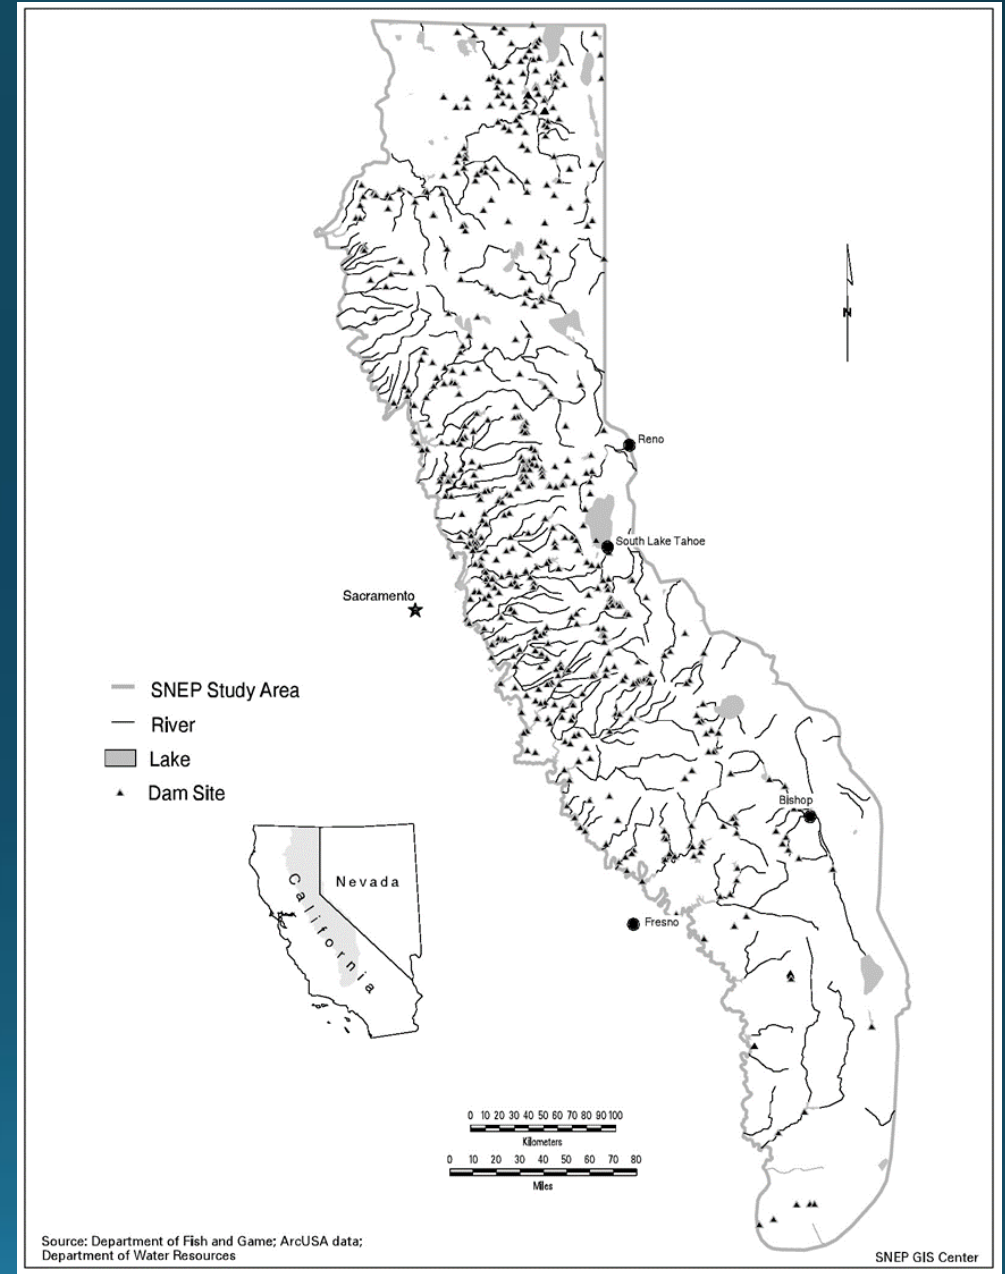 N
Reno
South Lake Tahoe
Sacramento
SNEP Study Area
River
Lake
Dam Site
Bishop
Nevada
California
Fresno
0 10 20 30 40 50 60 70 80 90 100
Kilometers
0 10 20 30 40 50 60 70 80
Miles
Source: Department of Fish and Game; ArcUSA data;
Department of Water Resources
SNEP GIS Center